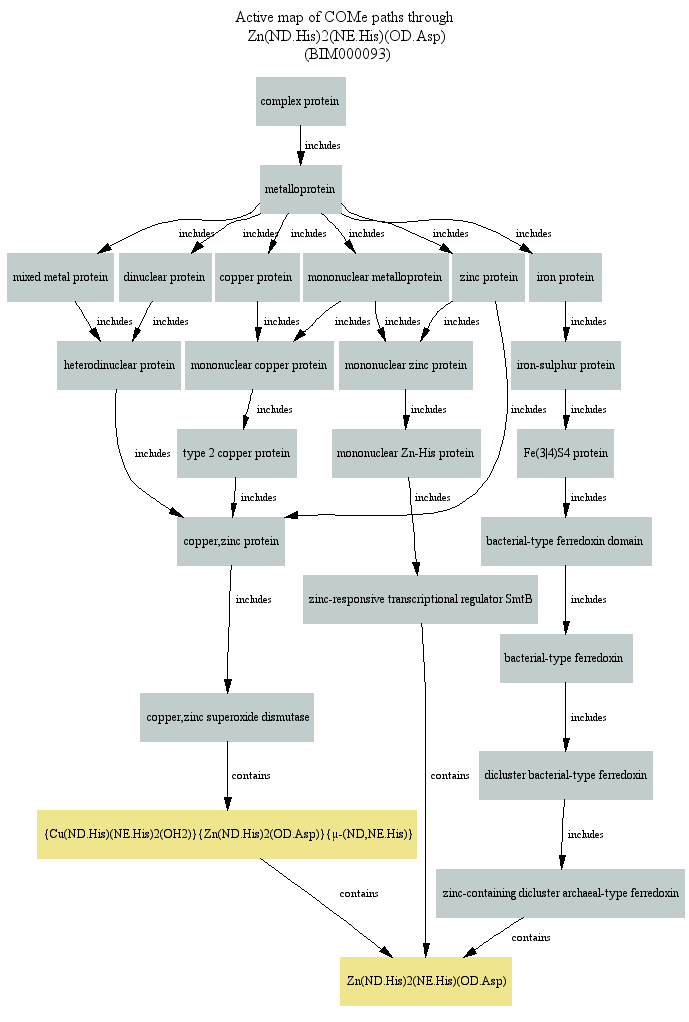 Active map of COMe paths through
Zn(ND.His)2(NE.His)(OD.Asp)
(BIM000093)
complex protein
includes
metalloprotein
includes includes includes includes includes includes
mixed metal protein dinuclear protein copper protein mononuclear metalloprotein zinc protein iron protein
includes includes includes includes includes includes includes
heterodinuclear protein mononuclear copper protein mononuclear zinc protein iron-sulphur protein
includes includes includes includes
type 2 copper protein mononuclear Zn-His protein Fe(3|4)S4 protein
includes
includes includes includes
copper,zinc protein bacterial-type ferredoxin domain
includes includes
zinc-responsive transcriptional regulator SmtB
bacterial-type ferredoxin
copper,zinc superoxide dismutase includes
contains contains dicluster bacterial-type ferredoxin
{Cu(ND.His)(NE.His)2(OH2)}{Zn(ND.His)2(OD.Asp)}{μ-(ND,NE.His)} includes
contains zinc-containing dicluster archaeal-type ferredoxin
contains
Zn(ND.His)2(NE.His)(OD.Asp)